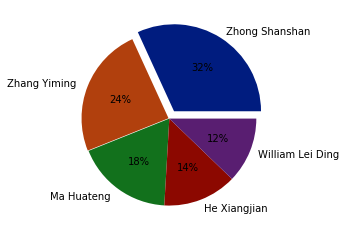 Zhong Shanshan
32%
Zhang Yiming
24%
18%
Ma Huateng
14%
He Xiangjian
12%
William Lei Ding